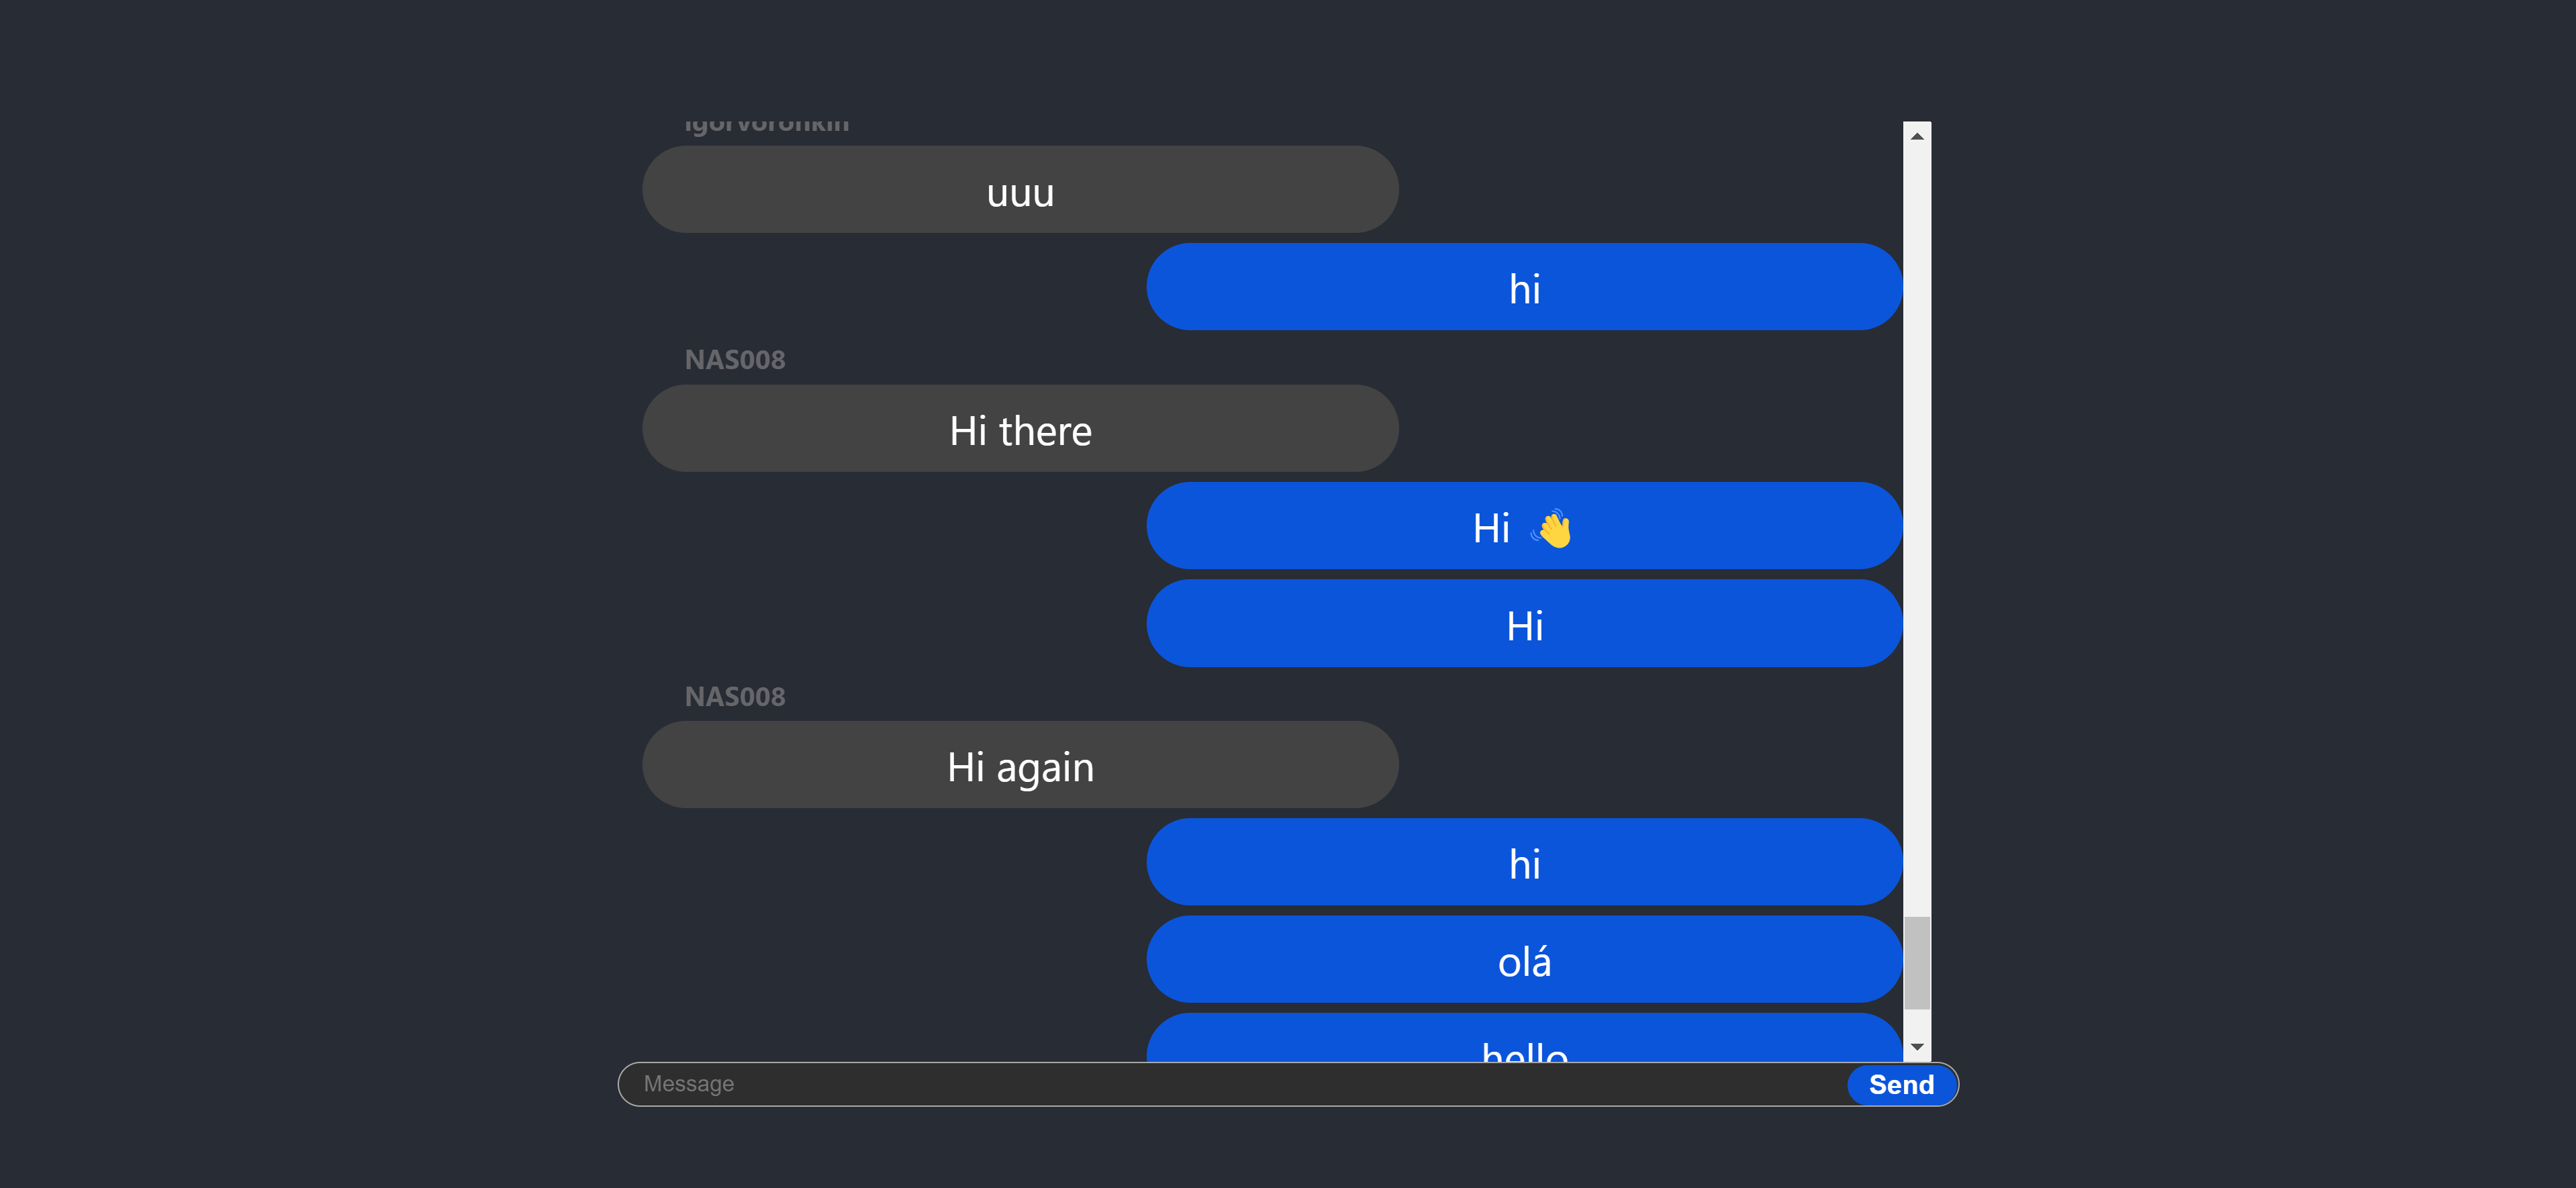 igorvoronkin
uuu
hi
NAS008
Hi there
Hi 👋
Hi
NAS008
Hi again
hi
olá
hello
Message
Send